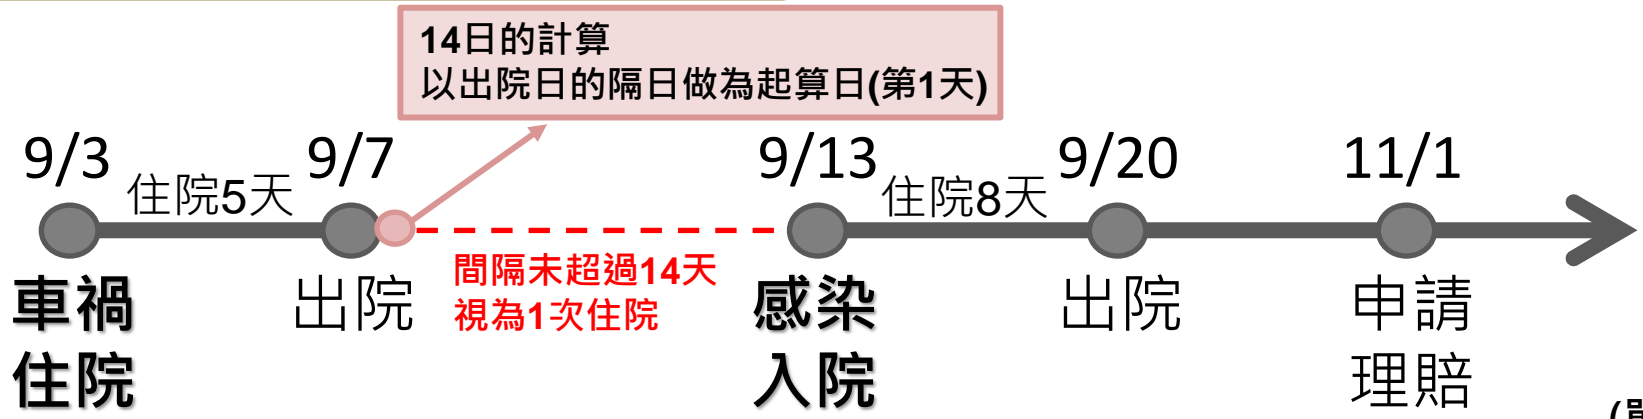 14日的計算
以出院日的隔日做為起算日(第1天)
9/3
住院5天
9/7
9/13
住院8天
9/20
11/1
間隔未超過14天
視為1次住院
車禍
住院
出院
感染
入院
出院
申請
理賠